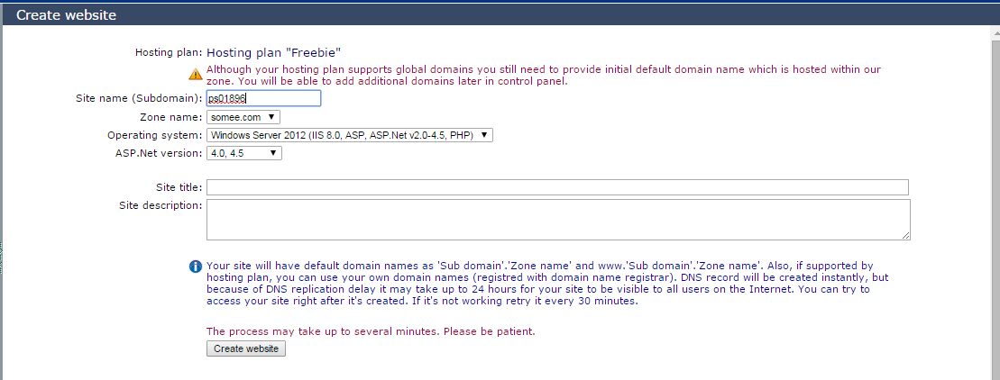 Create website
Hosting plan: Hosting plan "Freebie"
Although your hosting plan supports global domains you still need to provide initial default domain name which is hosted within our
zone. You will be able to add additional domains later in control panel.
Site name (Subdomain): ps01896
Zone name: somee.com
Operating system: Windows Server 2012 (IIS 8.0, ASP, ASP.Net v2.0-4.5, PHP)
ASP.Net version: 4.0, 4.5
Site title:
Site description:
Your site will have default domain names as 'Sub domain'.'Zone name' and www.'Sub domain'.'Zone name'. Also, if supported by
hosting plan, you can use your own domain names (registred with domain name registrar). DNS record will be created instantly, but
because of DNS replication delay it may take up to 24 hours for your site to be visible to all users on the Internet. You can try to
access your site right after it's created. If it's not working retry it every 30 minutes.
The process may take up to several minutes. Please be patient.
Create website